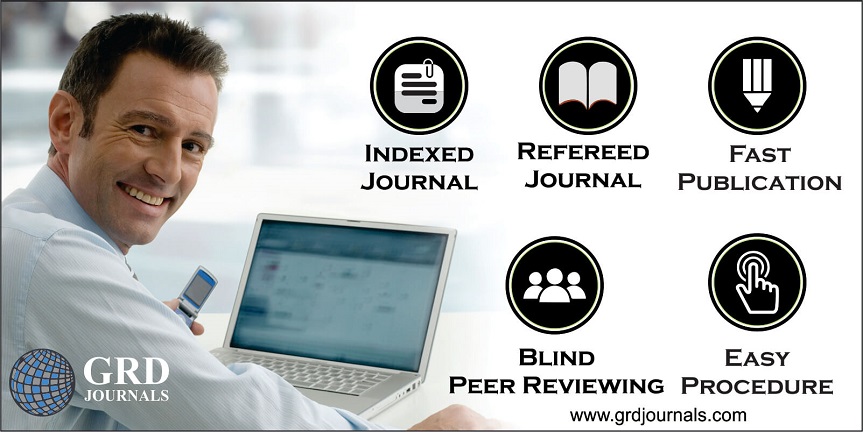 INDEXED
JOURNAL
REFEREED
JOURNAL
FAST
PUBLICATION
BLIND
PEER REVIEWING
EASY
PROCEDURE
GRD
JOURNALS
www.grdjournals.com